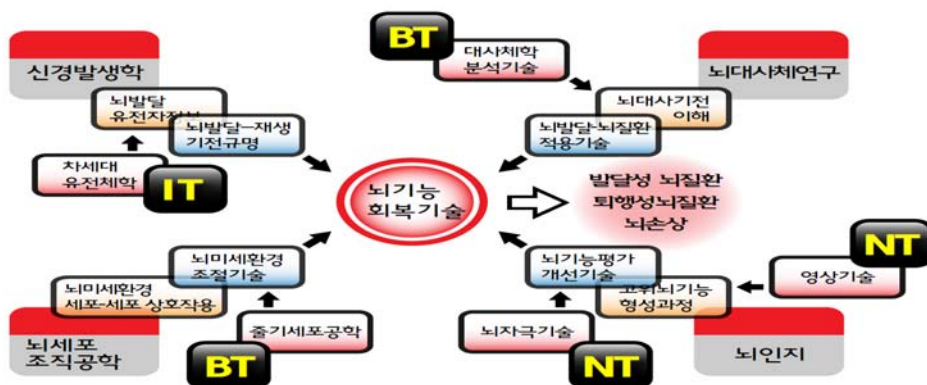 BT
대사체학
분석기술
신경발생학
뇌대사체연구
뇌발달
유전자정보
뇌대사기전
이해
뇌발달-재생
기전규명
뇌발달-뇌질환
적용기술
차세대
유전체학
IT
뇌기능
회복기술
발달성 뇌질환
퇴행성뇌질환
뇌손상
뇌미세환경
조절기술
뇌기능평가
개선기술
NT
영상기술
뇌미세환경
세포-세포 상호작용
고위뇌기능
형성과정
줄기세포공학
BT
뇌자극기술
NT
뇌세포
조직공학
뇌인지